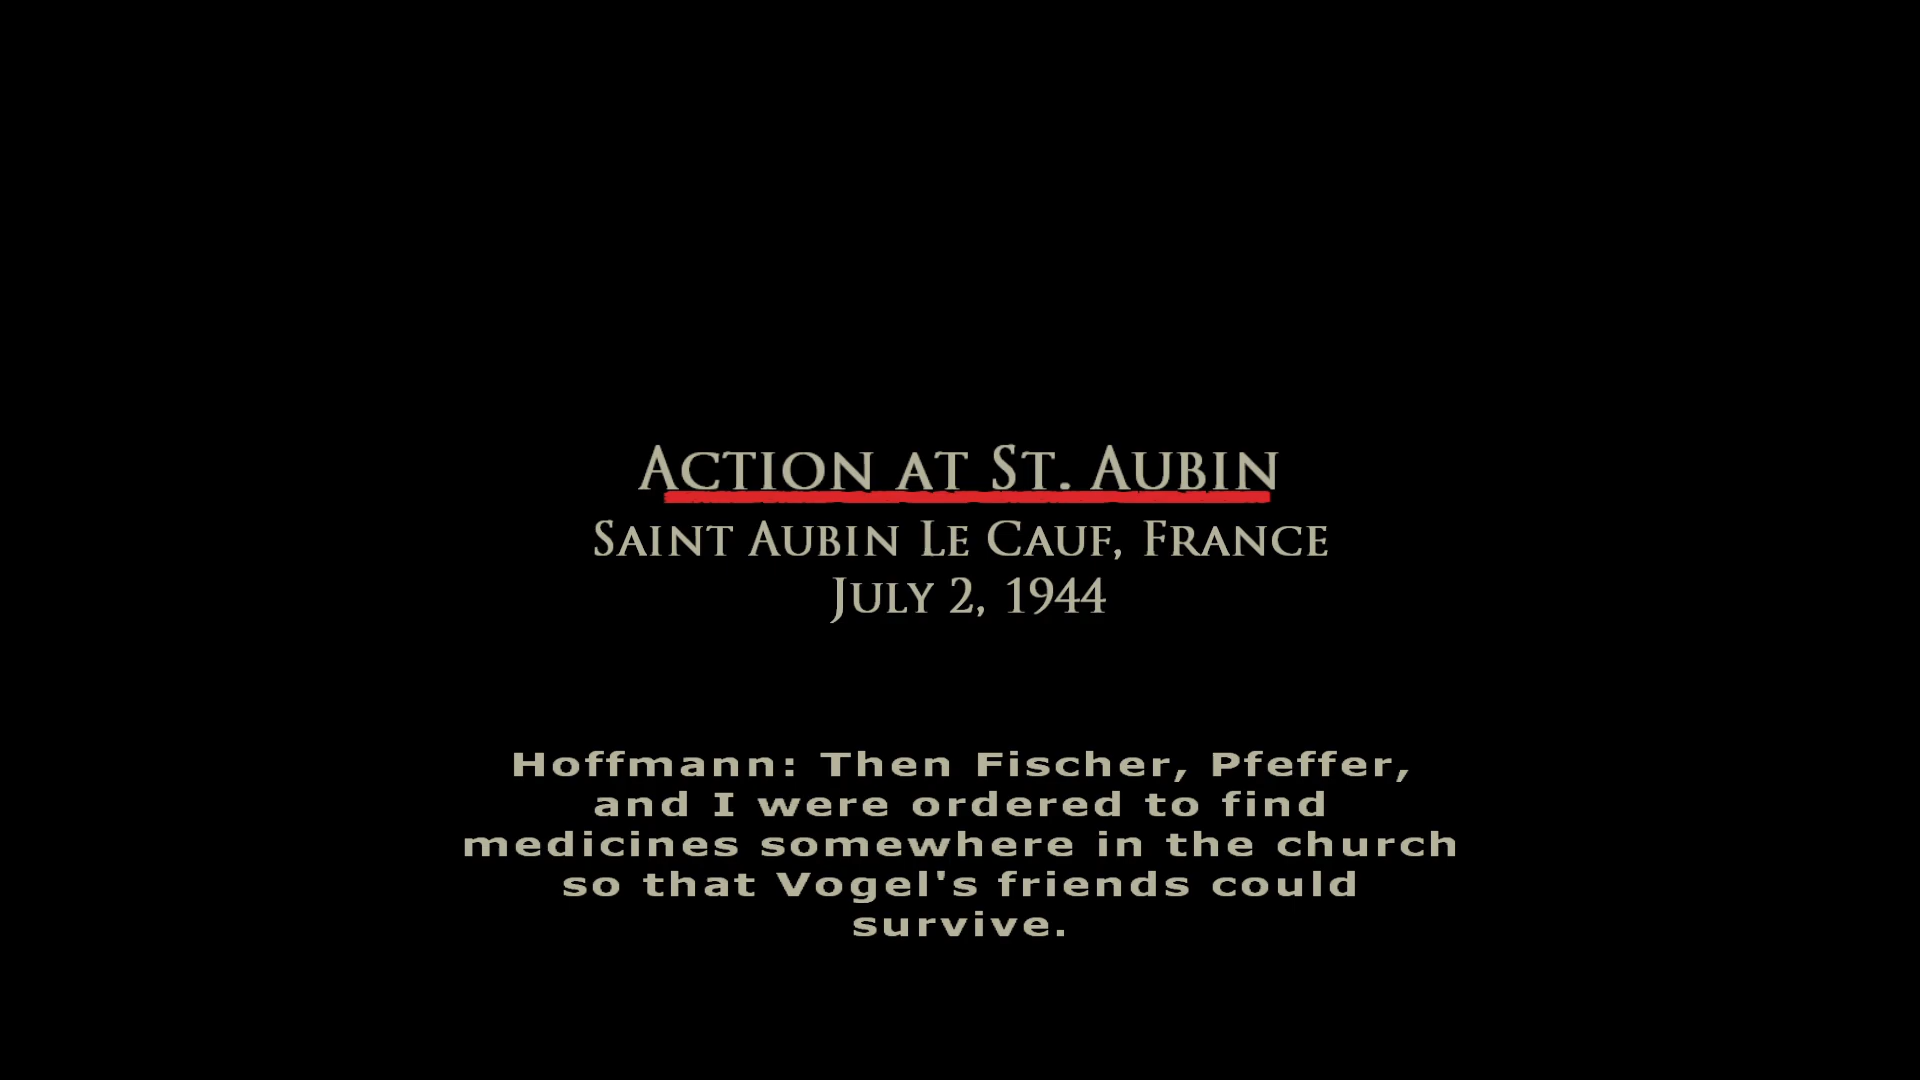 Action at St. Aubin
Saint Aubin Le Cauf, France
July 2, 1944
Hoffmann: Then Fischer, Pfeffer,
and I were ordered to find
medicines somewhere in the church
so that Vogel's friends could
survive.